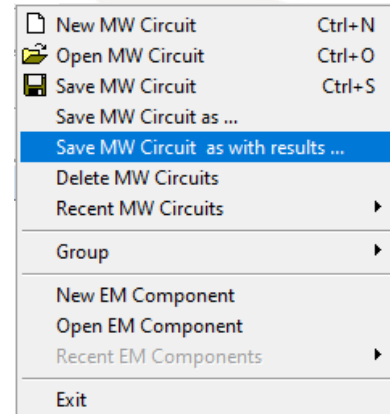 New MW Circuit Ctrl+N
Open MW Circuit Ctrl+O
Save MW Circuit Ctrl+S
Save MW Circuit as ...
Save MW Circuit  as with results ...
Delete MW Circuits
Recent MW Circuits
Group
New EM Component
Open EM Component
Recent EM Components
Exit